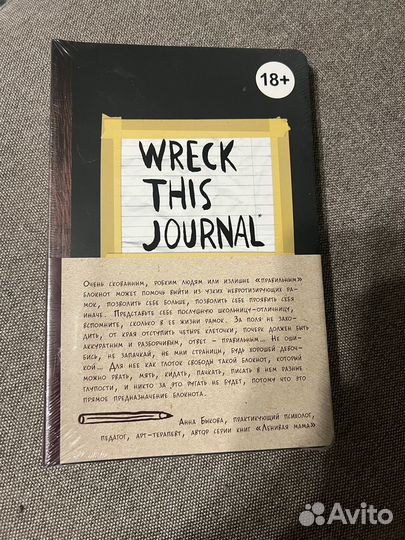 18+
WRECK
THIS
JOURNAL
Очень скованным, робким людям или излишне «правильным»
блокнот может помочь выйти из узких невротизирующих ра-
мок, позволить себе больше, позволить себе проявить себя
иначе. Представьте себе послушную школьницу-отличницу,
вспомните, сколько в ее жизни рамок. За поля не захо-
дить, от края отступить четыре клеточки; почерк должен быть
аккуратным и разборчивым, ответ – правильным... Не оши-
бись, не запачкай, не мни страницы, будь хорошей девоч-
кой... Для нее как глоток свободы такой блокнот, который
можно рвать, мять, кидать, пачкать, писать в нем разные
глупости, и никто за это ругать не будет, потому что это
прямое предназначение блокнота.
Анна Быкова, практикующий психолог,
педагог, арт-терапевт, автор серии книг «Ленивая мама»
Avito